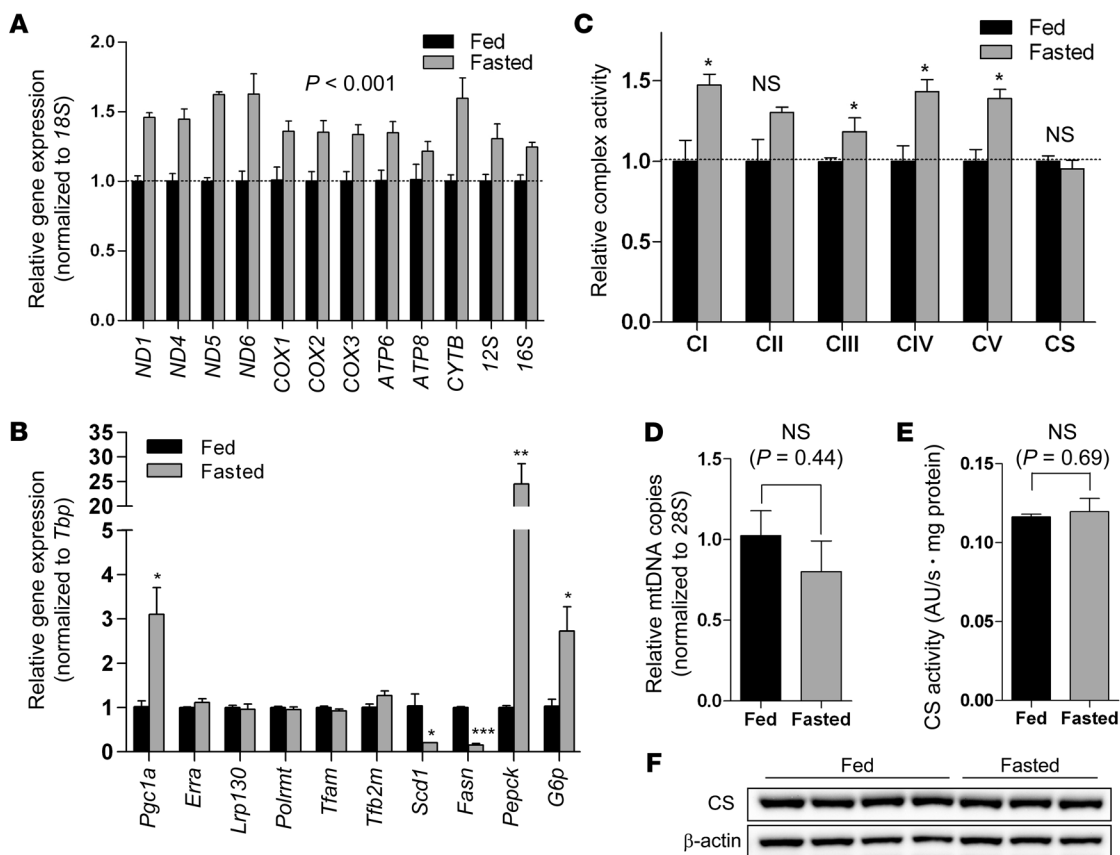 A
Relative gene expression
(normalized to 18S)
2.0
1.5
1.0
0.5
0.0
Fed
Fasted
P < 0.001
ND1
ND4
ND5
ND6
COX1
COX2
COX3
ATP6
ATP8
CYTB
12S
16S
C
Relative complex activity
1.5
1.0
0.5
0.0
Fed
Fasted
*
NS
*
*
*
NS
CI
CII
CIII
CIV
CV
CS
B
Relative gene expression
(normalized to Tbp)
35
30
25
20
5
4
3
2
1
0
Fed
Fasted
*
*
***
**
*
Pgc1a
Erra
Lrp130
Polrmt
Tfam
Tfb2m
Scd1
Fasn
Pepck
G6p
D
Relative mtDNA copies
(normalized to 28S)
NS
(P = 0.44)
1.5
1.0
0.5
0.0
Fed
Fasted
E
CS activity (AU/s · mg protein)
NS
(P = 0.69)
0.15
0.10
0.05
0.00
Fed
Fasted
F
Fed
Fasted
CS
β-actin